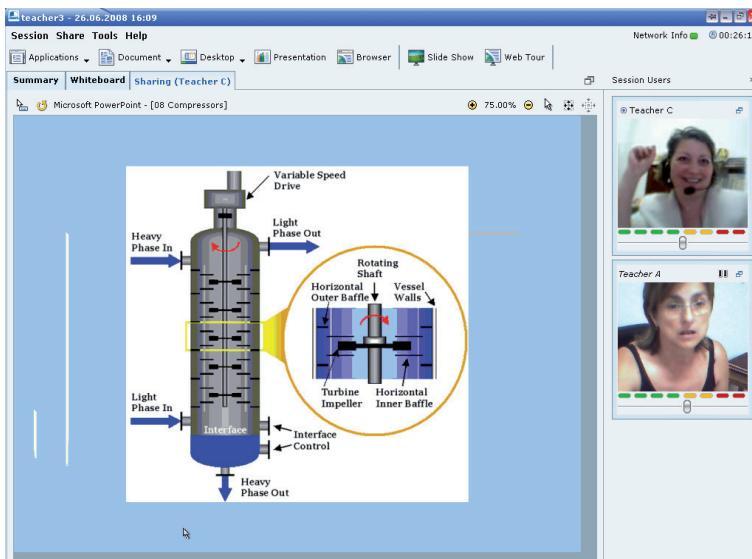 teacher3 - 26.06.2008 16:09
Session Share Tools Help
Network Info
00:26:1
Applications
Document
Desktop
Presentation
Browser
Slide Show
Web Tour
Summary
Whiteboard
Sharing (Teacher C)
Session Users
Microsoft PowerPoint - [08 Compressors]
75.00%
Teacher C
Variable Speed
Drive
Light
Phase Out
Heavy
Phase In
Rotating
Shaft
Horizontal
Outer Baffle
Vessel
Walls
Turbine
Impeller
Horizontal
Inner Baffle
Light
Phase In
Interface
Interface
Control
Heavy
Phase Out
Teacher A